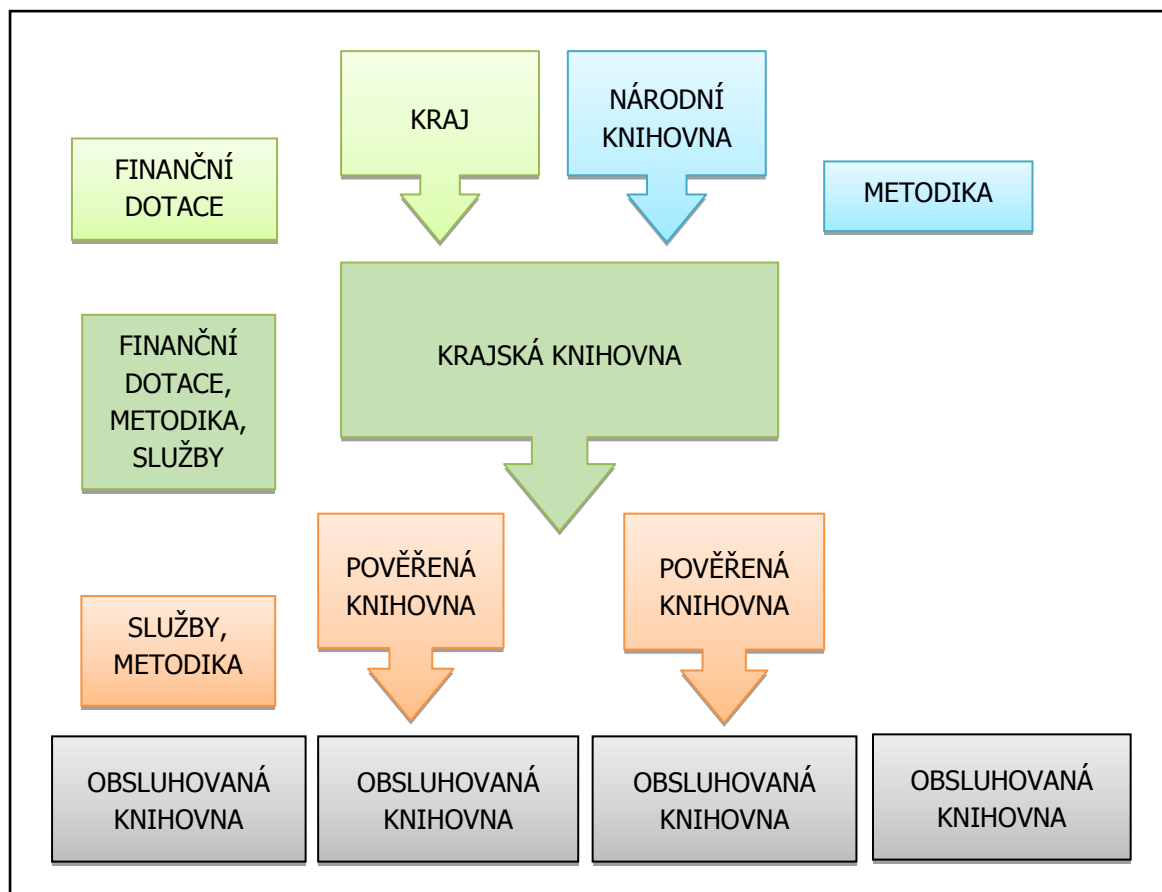 KRAJ
NÁRODNÍ
KNIHOVNA
FINANČNÍ
DOTACE
METODIKA
FINANČNÍ
DOTACE,
METODIKA,
SLUŽBY
KRAJSKÁ KNIHOVNA
POVĚŘENÁ
KNIHOVNA
POVĚŘENÁ
KNIHOVNA
SLUŽBY,
METODIKA
OBSLUHOVANÁ
KNIHOVNA
OBSLUHOVANÁ
KNIHOVNA
OBSLUHOVANÁ
KNIHOVNA
OBSLUHOVANÁ
KNIHOVNA